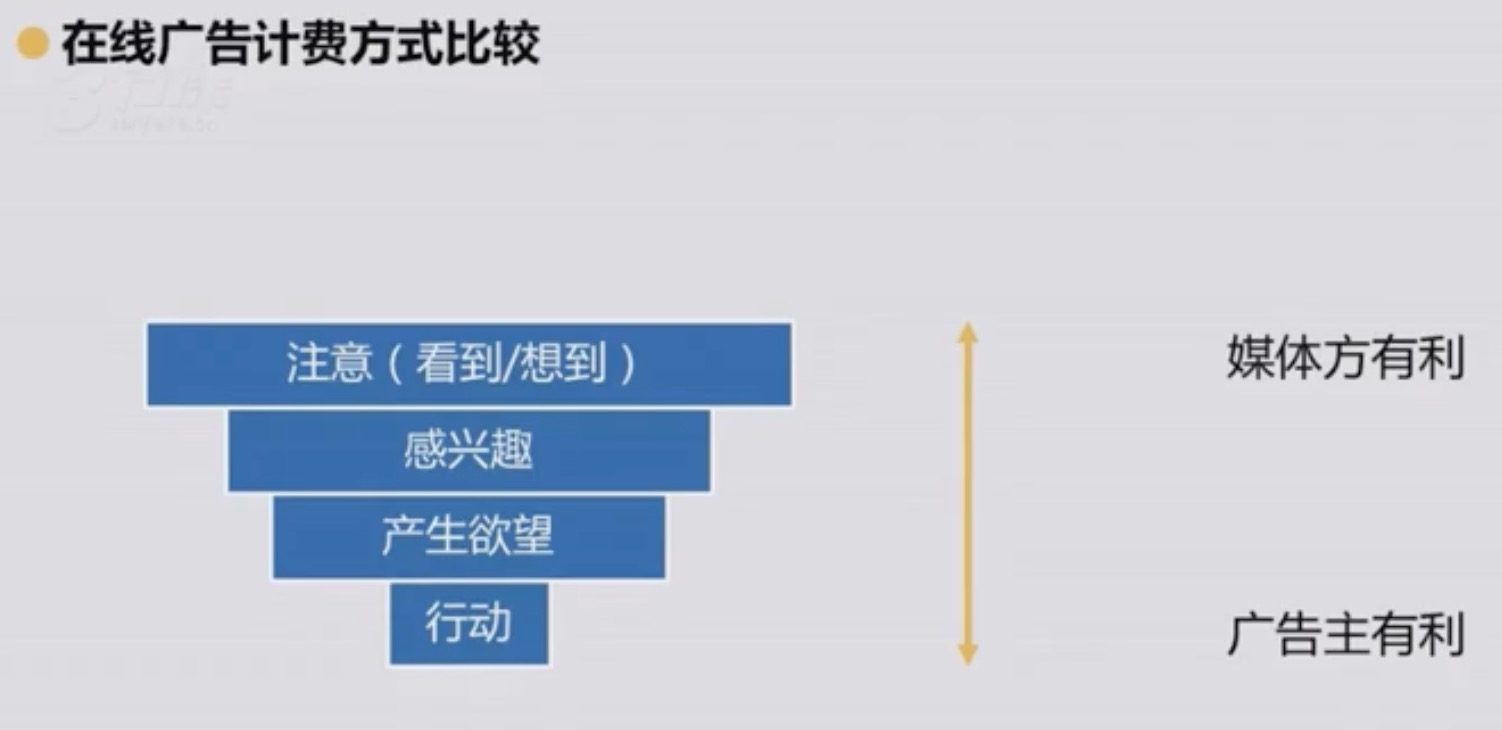 在线广告计费方式比较
注意（看到/想到）
感兴趣
产生欲望
行动
媒体方有利
广告主有利